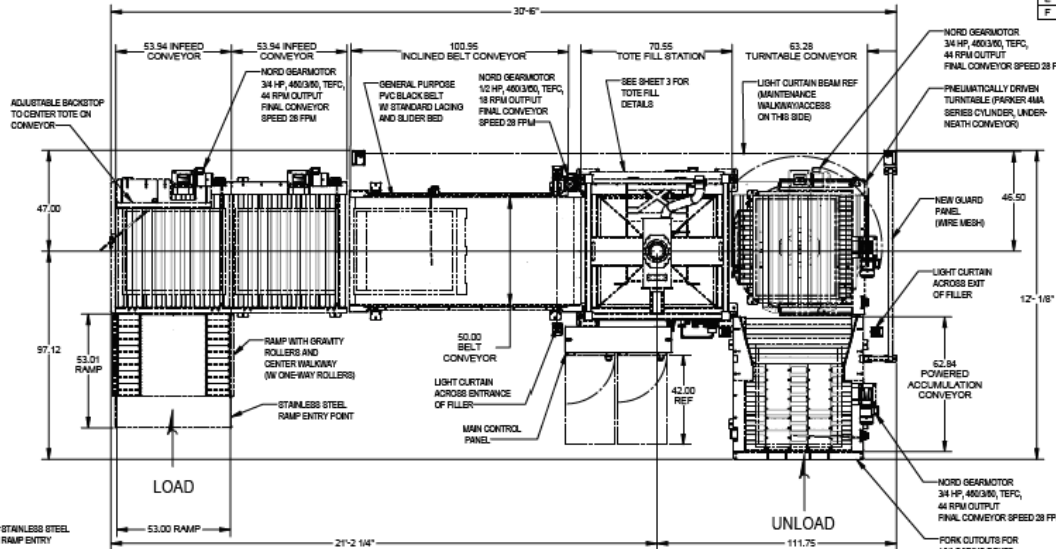 30'-6"
F
53.94 INFEED
CONVEYOR
53.94 INFEED
CONVEYOR
100.95
INCLINED BELT CONVEYOR
70.55
TOTE FILL STATION
63.28
TURNTABLE CONVEYOR
NORD GEARMOTOR
3/4 HP, 460/3/60, TEFC,
44 RPM OUTPUT
FINAL CONVEYOR SPEED 28 F
NORD GEARMOTOR
3/4 HP, 460/3/60, TEFC,
44 RPM OUTPUT
FINAL CONVEYOR
SPEED 28 FPM
GENERAL PURPOSE
PVC BLACK BELT
W/ STANDARD LACING
AND SLIDER BED
NORD GEARMOTOR
1/2 HP, 460/3/60, TEFC,
18 RPM OUTPUT
FINAL CONVEYOR
SPEED 28 FPM
SEE SHEET 3 FOR
TOTE FILL
DETAILS
LIGHT CURTAIN BEAM REF
(MAINTENANCE
WALKWAY/ACCESS
ON THIS SIDE)
PNEUMATICALLY DRIVEN
TURNTABLE (PARKER 4MA
SERIES CYLINDER, UNDER-
NEATH CONVEYOR)
ADJUSTABLE BACKSTOP
TO CENTER TOTE ON
CONVEYOR
47.00
46.50
NEW GUARD
PANEL
(WIRE MESH)
LIGHT CURTAIN
ACROSS EXIT
OF FILLER
12'- 1/8"
97.12
53.01
RAMP
RAMP WITH GRAVITY
ROLLERS AND
CENTER WALKWAY
(W/ ONE-WAY ROLLERS)
50.00
BELT
CONVEYOR
LIGHT CURTAIN
ACROSS ENTRANCE
OF FILLER
42.00
REF
62.84
POWERED
ACCUMULATION
CONVEYOR
STAINLESS STEEL
RAMP ENTRY POINT
MAIN CONTROL
PANEL
LOAD
UNLOAD
NORD GEARMOTOR
3/4 HP, 460/3/60, TEFC,
44 RPM OUTPUT
FINAL CONVEYOR SPEED 28 FP
STAINLESS STEEL
RAMP ENTRY
53.00 RAMP
21'-2 1/4"
111.75
FORK CUTOUTS FOR